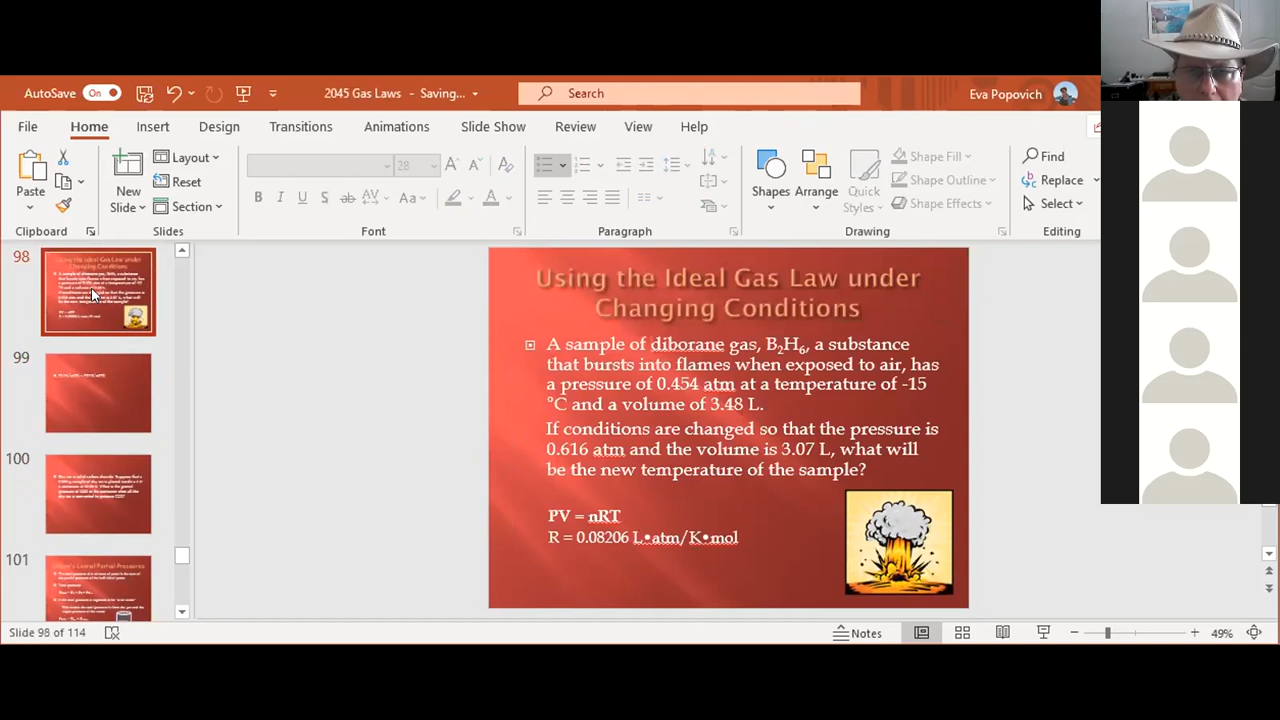 AutoSave On 2045 Gas Laws - Saving... Search Eva Popovich
File Home Insert Design Transitions Animations Slide Show Review View Help
Paste New Slide Layout Reset Section 28 Shapes Arrange Quick Styles Shape Fill Shape Outline Shape Effects Find Replace Select
Clipboard Slides Font Paragraph Drawing Editing
98
99
100
101
Using the Ideal Gas Law under
Changing Conditions
A sample of diborane gas, B₂H₆, a substance
that bursts into flames when exposed to air, has
a pressure of 0.454 atm at a temperature of -15
°C and a volume of 3.48 L.
If conditions are changed so that the pressure is
0.616 atm and the volume is 3.07 L, what will
be the new temperature of the sample?
PV = nRT
R = 0.08206 L•atm/K•mol
Slide 98 of 114 Notes 49%